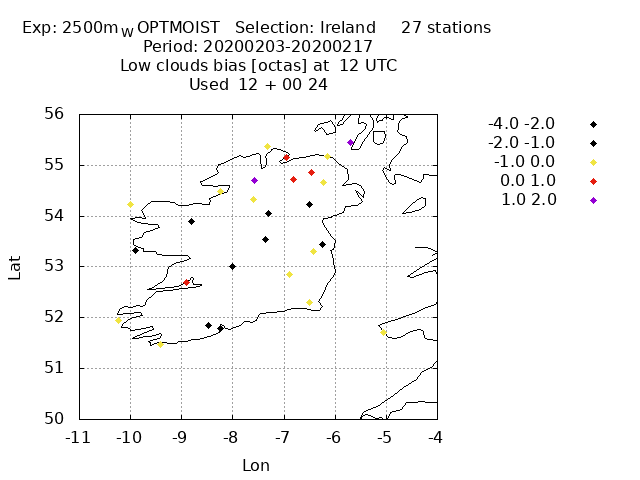 Exp: 2500m_W OPTMOIST Selection: Ireland 27 stations
Period: 20200203-20200217
Low clouds bias [octas] at 12 UTC
Used 12 + 00 24
56
55
54
53
52
51
50
-11 -10 -9 -8 -7 -6 -5 -4
Lat
Lon
-4.0 -2.0
-2.0 -1.0
-1.0 0.0
0.0 1.0
1.0 2.0